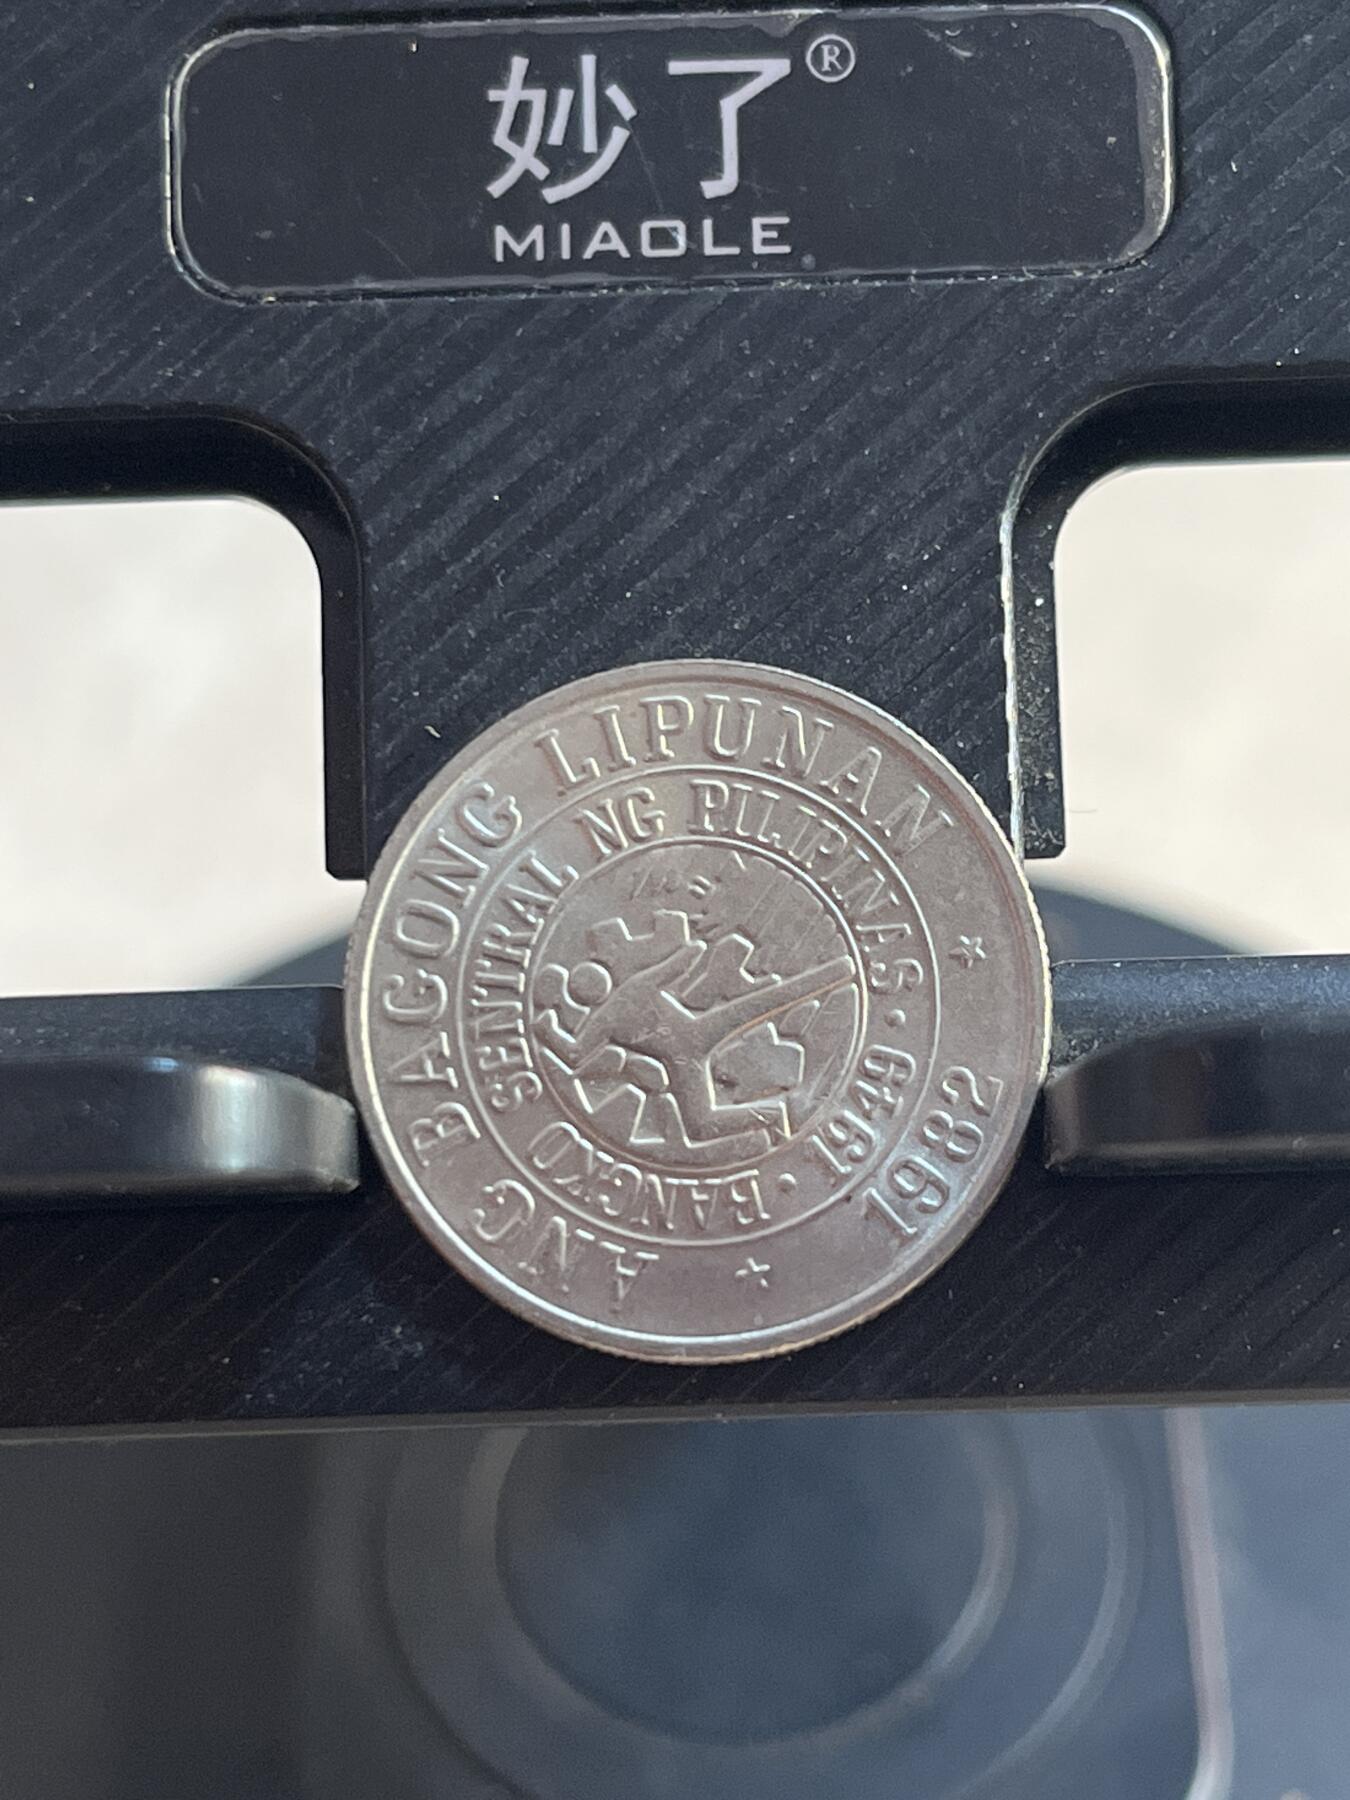 妙了®
MIAOLE
ANG BAGONG LIPUNAN
1982
BANGKO SENTRAL NG PILIPINAS · 1949 ·